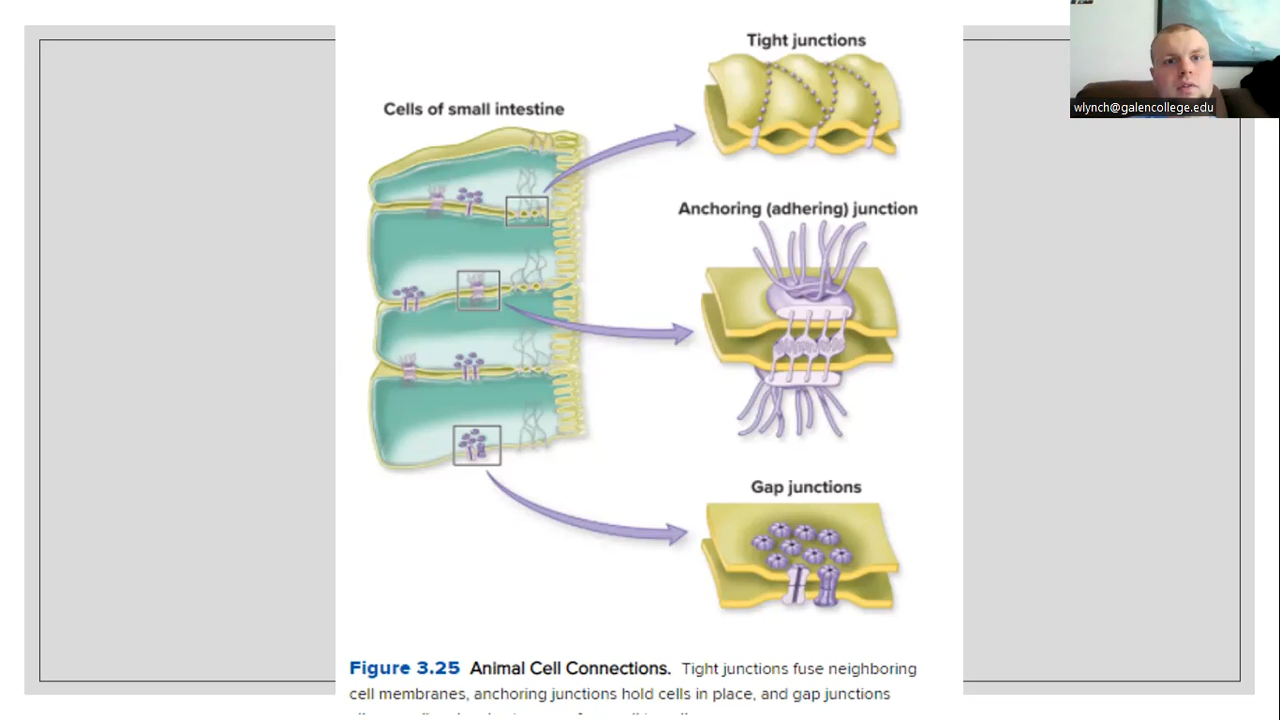 Tight junctions
wlynch@galencollege.edu
Cells of small intestine
Anchoring (adhering) junction
Gap junctions
Figure 3.25 Animal Cell Connections. Tight junctions fuse neighboring
cell membranes, anchoring junctions hold cells in place, and gap junctions